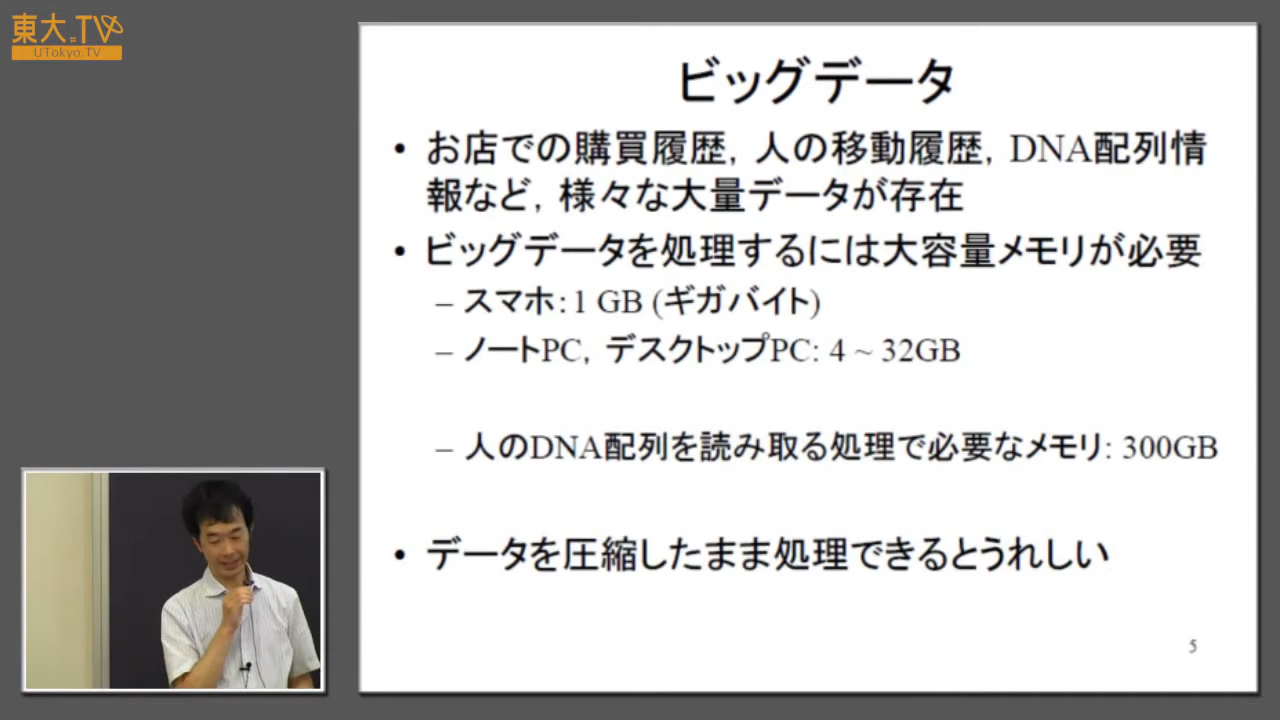 東大.TV
UTokyo.TV
ビッグデータ
• お店での購買履歴, 人の移動履歴, DNA配列情
報など, 様々な大量データが存在
• ビッグデータを処理するには大容量メモリが必要
– スマホ: 1 GB (ギガバイト)
– ノートPC, デスクトップPC: 4 ~ 32GB
– 人のDNA配列を読み取る処理で必要なメモリ: 300GB
• データを圧縮したまま処理できるとうれしい
5